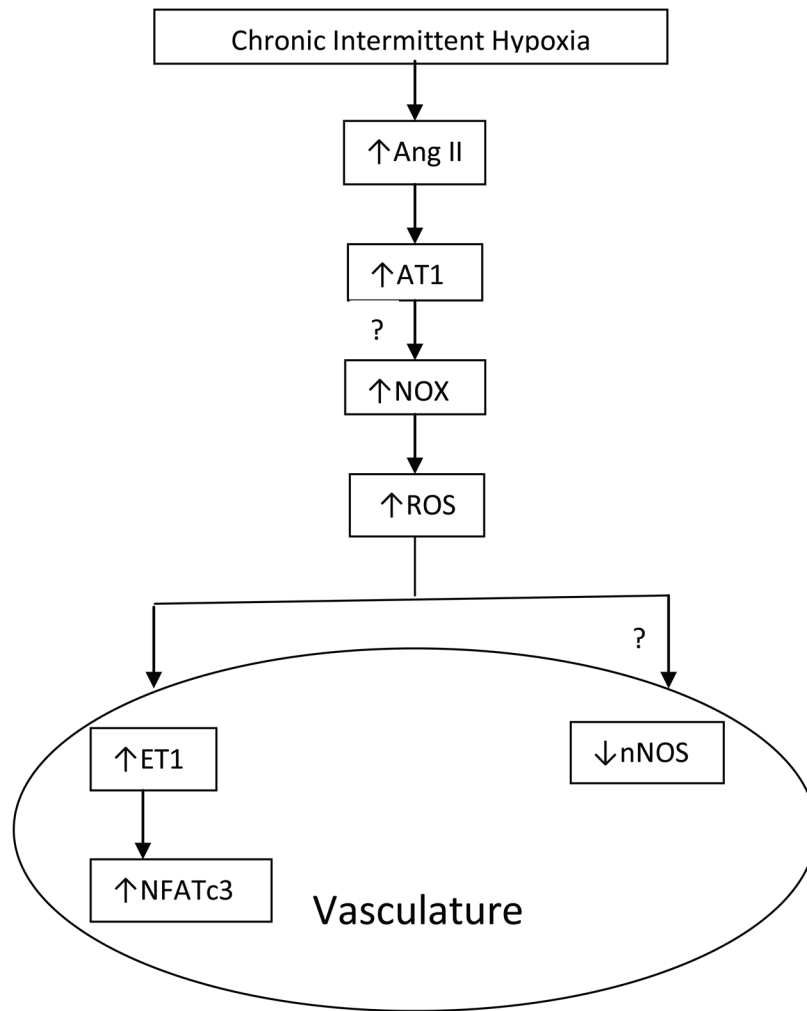 Chronic Intermittent Hypoxia
↑Ang II
↑AT1
?
↑NOX
↑ROS
?
↑ET1
↓nNOS
↑NFATc3
Vasculature